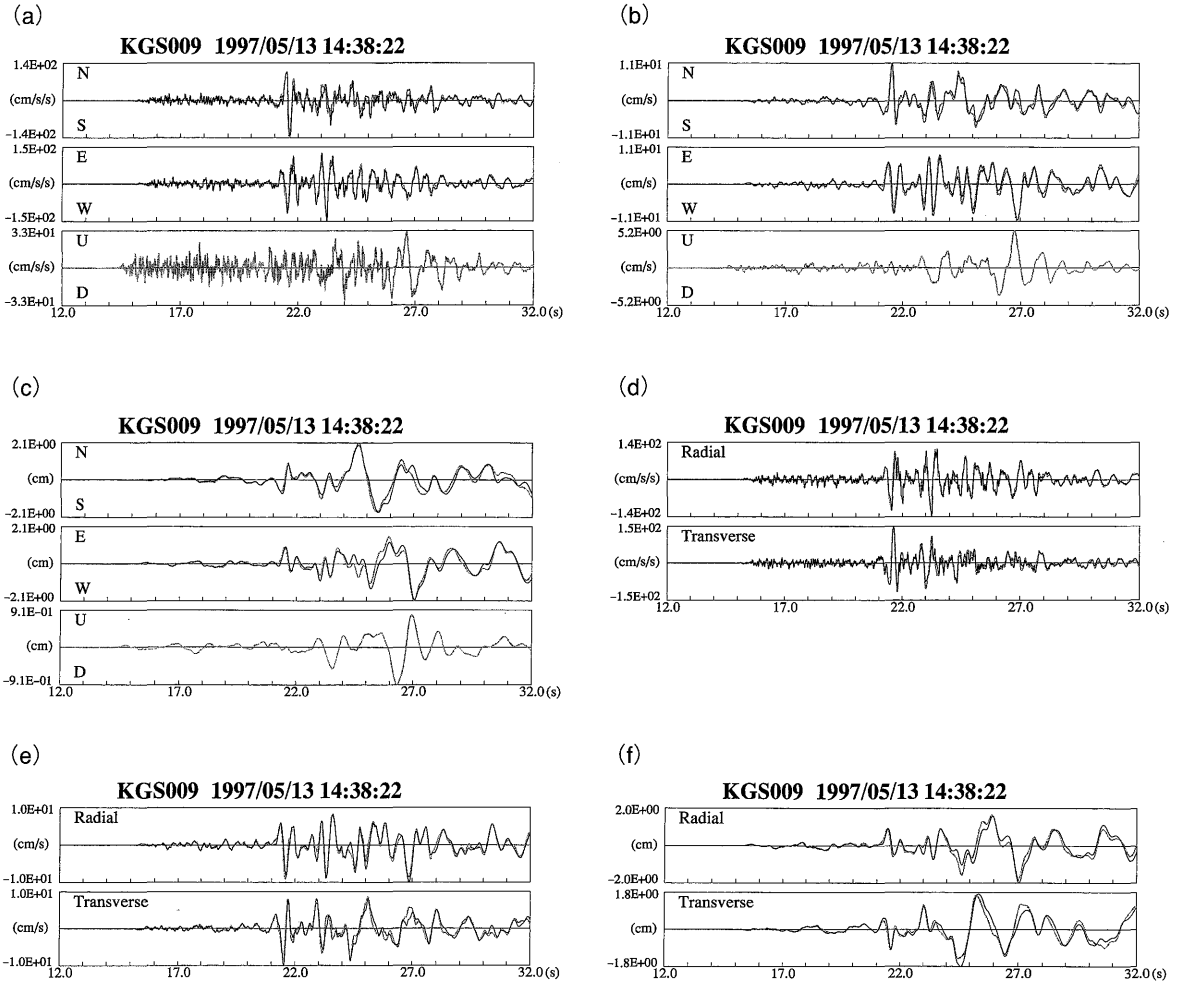 (a)
KGS009 1997/05/13 14:38:22
1.4E+02
N
(cm/s/s)
-1.4E+02
S
1.5E+02
E
(cm/s/s)
-1.5E+02
W
3.3E+01
U
(cm/s/s)
-3.3E+01
D
12.0 17.0 22.0 27.0 32.0(s)
(b)
KGS009 1997/05/13 14:38:22
1.1E+01
N
(cm/s)
-1.1E+01
S
1.1E+01
E
(cm/s)
-1.1E+01
W
5.2E+00
U
(cm/s)
-5.2E+00
D
12.0 17.0 22.0 27.0 32.0(s)
(c)
KGS009 1997/05/13 14:38:22
2.1E+00
N
(cm)
-2.1E+00
S
2.1E+00
E
(cm)
-2.1E+00
W
9.1E-01
U
(cm)
-9.1E-01
D
12.0 17.0 22.0 27.0 32.0(s)
(d)
KGS009 1997/05/13 14:38:22
1.4E+02
Radial
(cm/s/s)
-1.4E+02
1.5E+02
Transverse
(cm/s/s)
-1.5E+02
12.0 17.0 22.0 27.0 32.0(s)
(e)
KGS009 1997/05/13 14:38:22
1.0E+01
Radial
(cm/s)
-1.0E+01
1.0E+01
Transverse
(cm/s)
-1.0E+01
12.0 17.0 22.0 27.0 32.0(s)
(f)
KGS009 1997/05/13 14:38:22
2.0E+00
Radial
(cm)
-2.0E+00
1.8E+00
Transverse
(cm)
-1.8E+00
12.0 17.0 22.0 27.0 32.0(s)